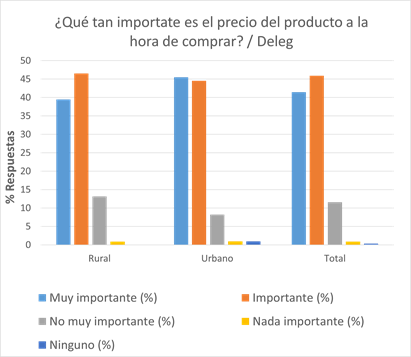 ¿Qué tan importate es el precio del producto a la
hora de comprar? / Deleg
% Respuestas
50
45
40
35
30
25
20
15
10
5
0
Rural Urbano Total
Muy importante (%) Importante (%)
No muy importante (%) Nada importante (%)
Ninguno (%)